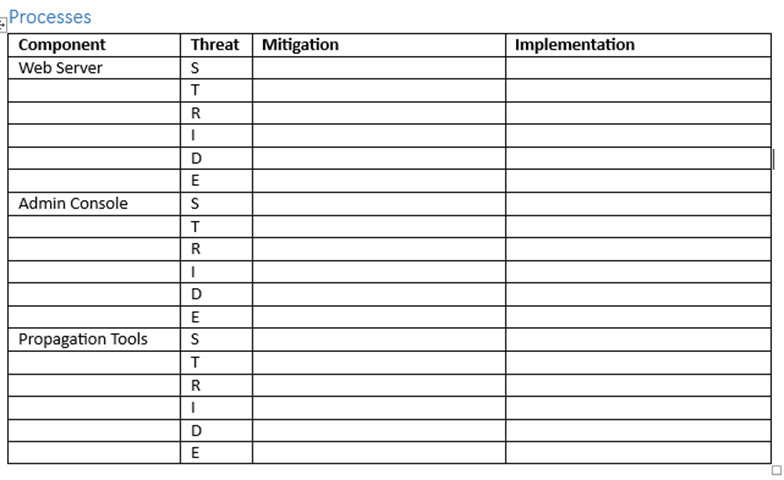 Processes
Component Threat Mitigation Implementation
Web Server S
T
R
I
D
E
Admin Console S
T
R
I
D
E
Propagation Tools S
T
R
I
D
E